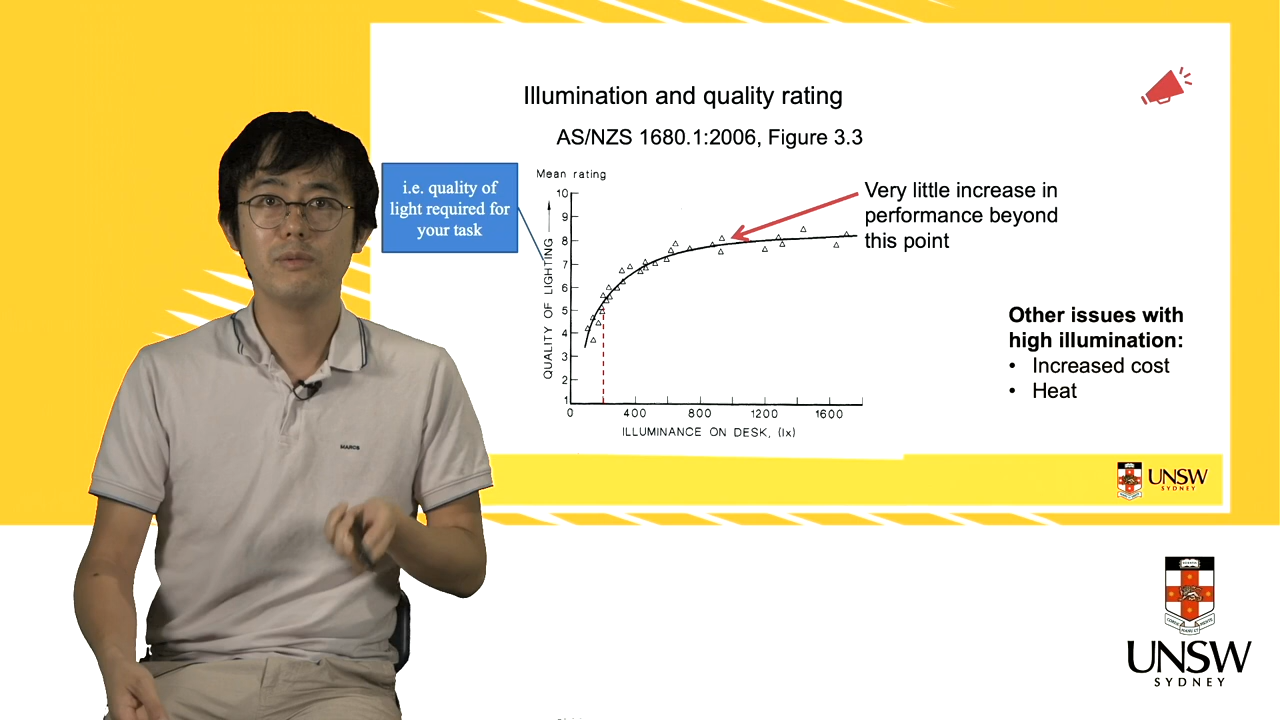 Illumination and quality rating
AS/NZS 1680.1:2006, Figure 3.3
i.e. quality of
light required for
your task
Mean rating
10
9
8
7
6
5
4
3
2
1
QUALITY OF LIGHTING
0 400 800 1200 1600
ILLUMINANCE ON DESK, (lx)
Very little increase in
performance beyond
this point
Other issues with
high illumination:
• Increased cost
• Heat
UNSW
SYDNEY
MARCS
UNSW
SYDNEY